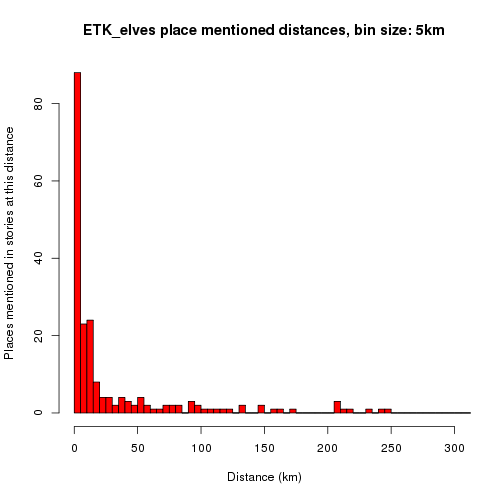 ETK_elves place mentioned distances, bin size: 5km
Places mentioned in stories at this distance
80
60
40
20
0
0 50 100 150 200 250 300
Distance (km)